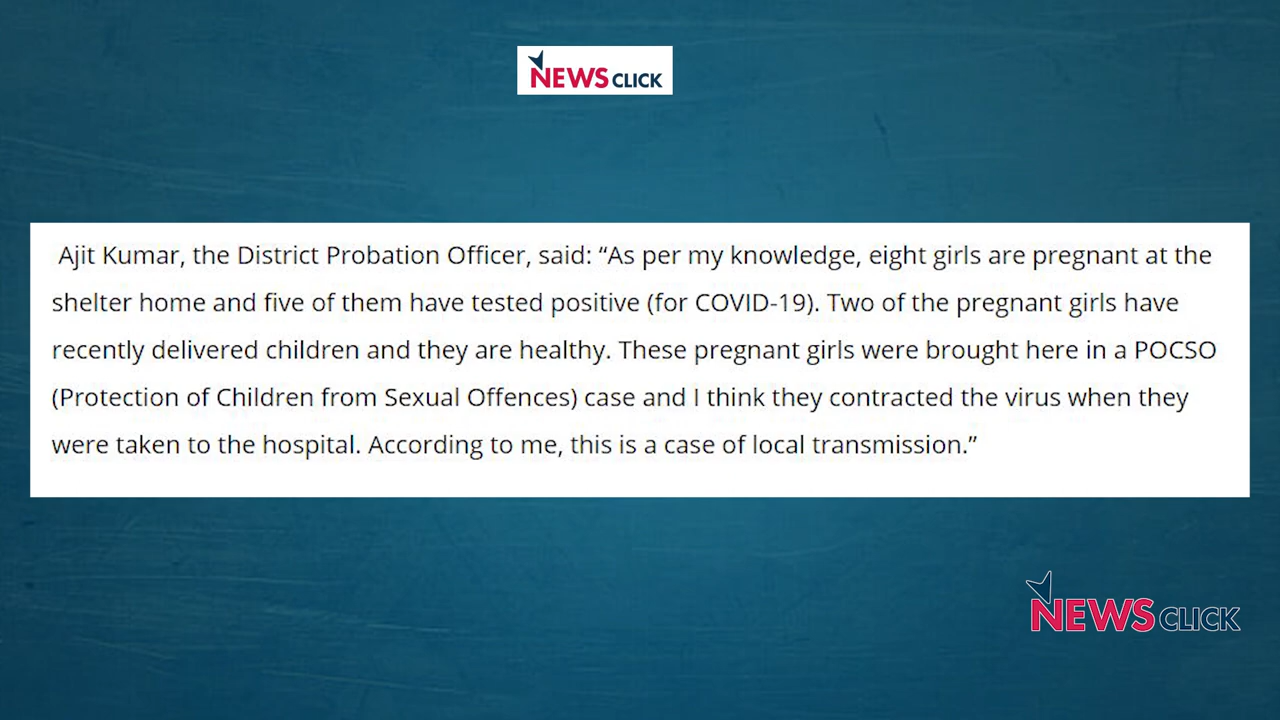 NEWSCLICK
Ajit Kumar, the District Probation Officer, said: “As per my knowledge, eight girls are pregnant at the
shelter home and five of them have tested positive (for COVID-19). Two of the pregnant girls have
recently delivered children and they are healthy. These pregnant girls were brought here in a POCSO
(Protection of Children from Sexual Offences) case and I think they contracted the virus when they
were taken to the hospital. According to me, this is a case of local transmission.”
NEWSCLICK